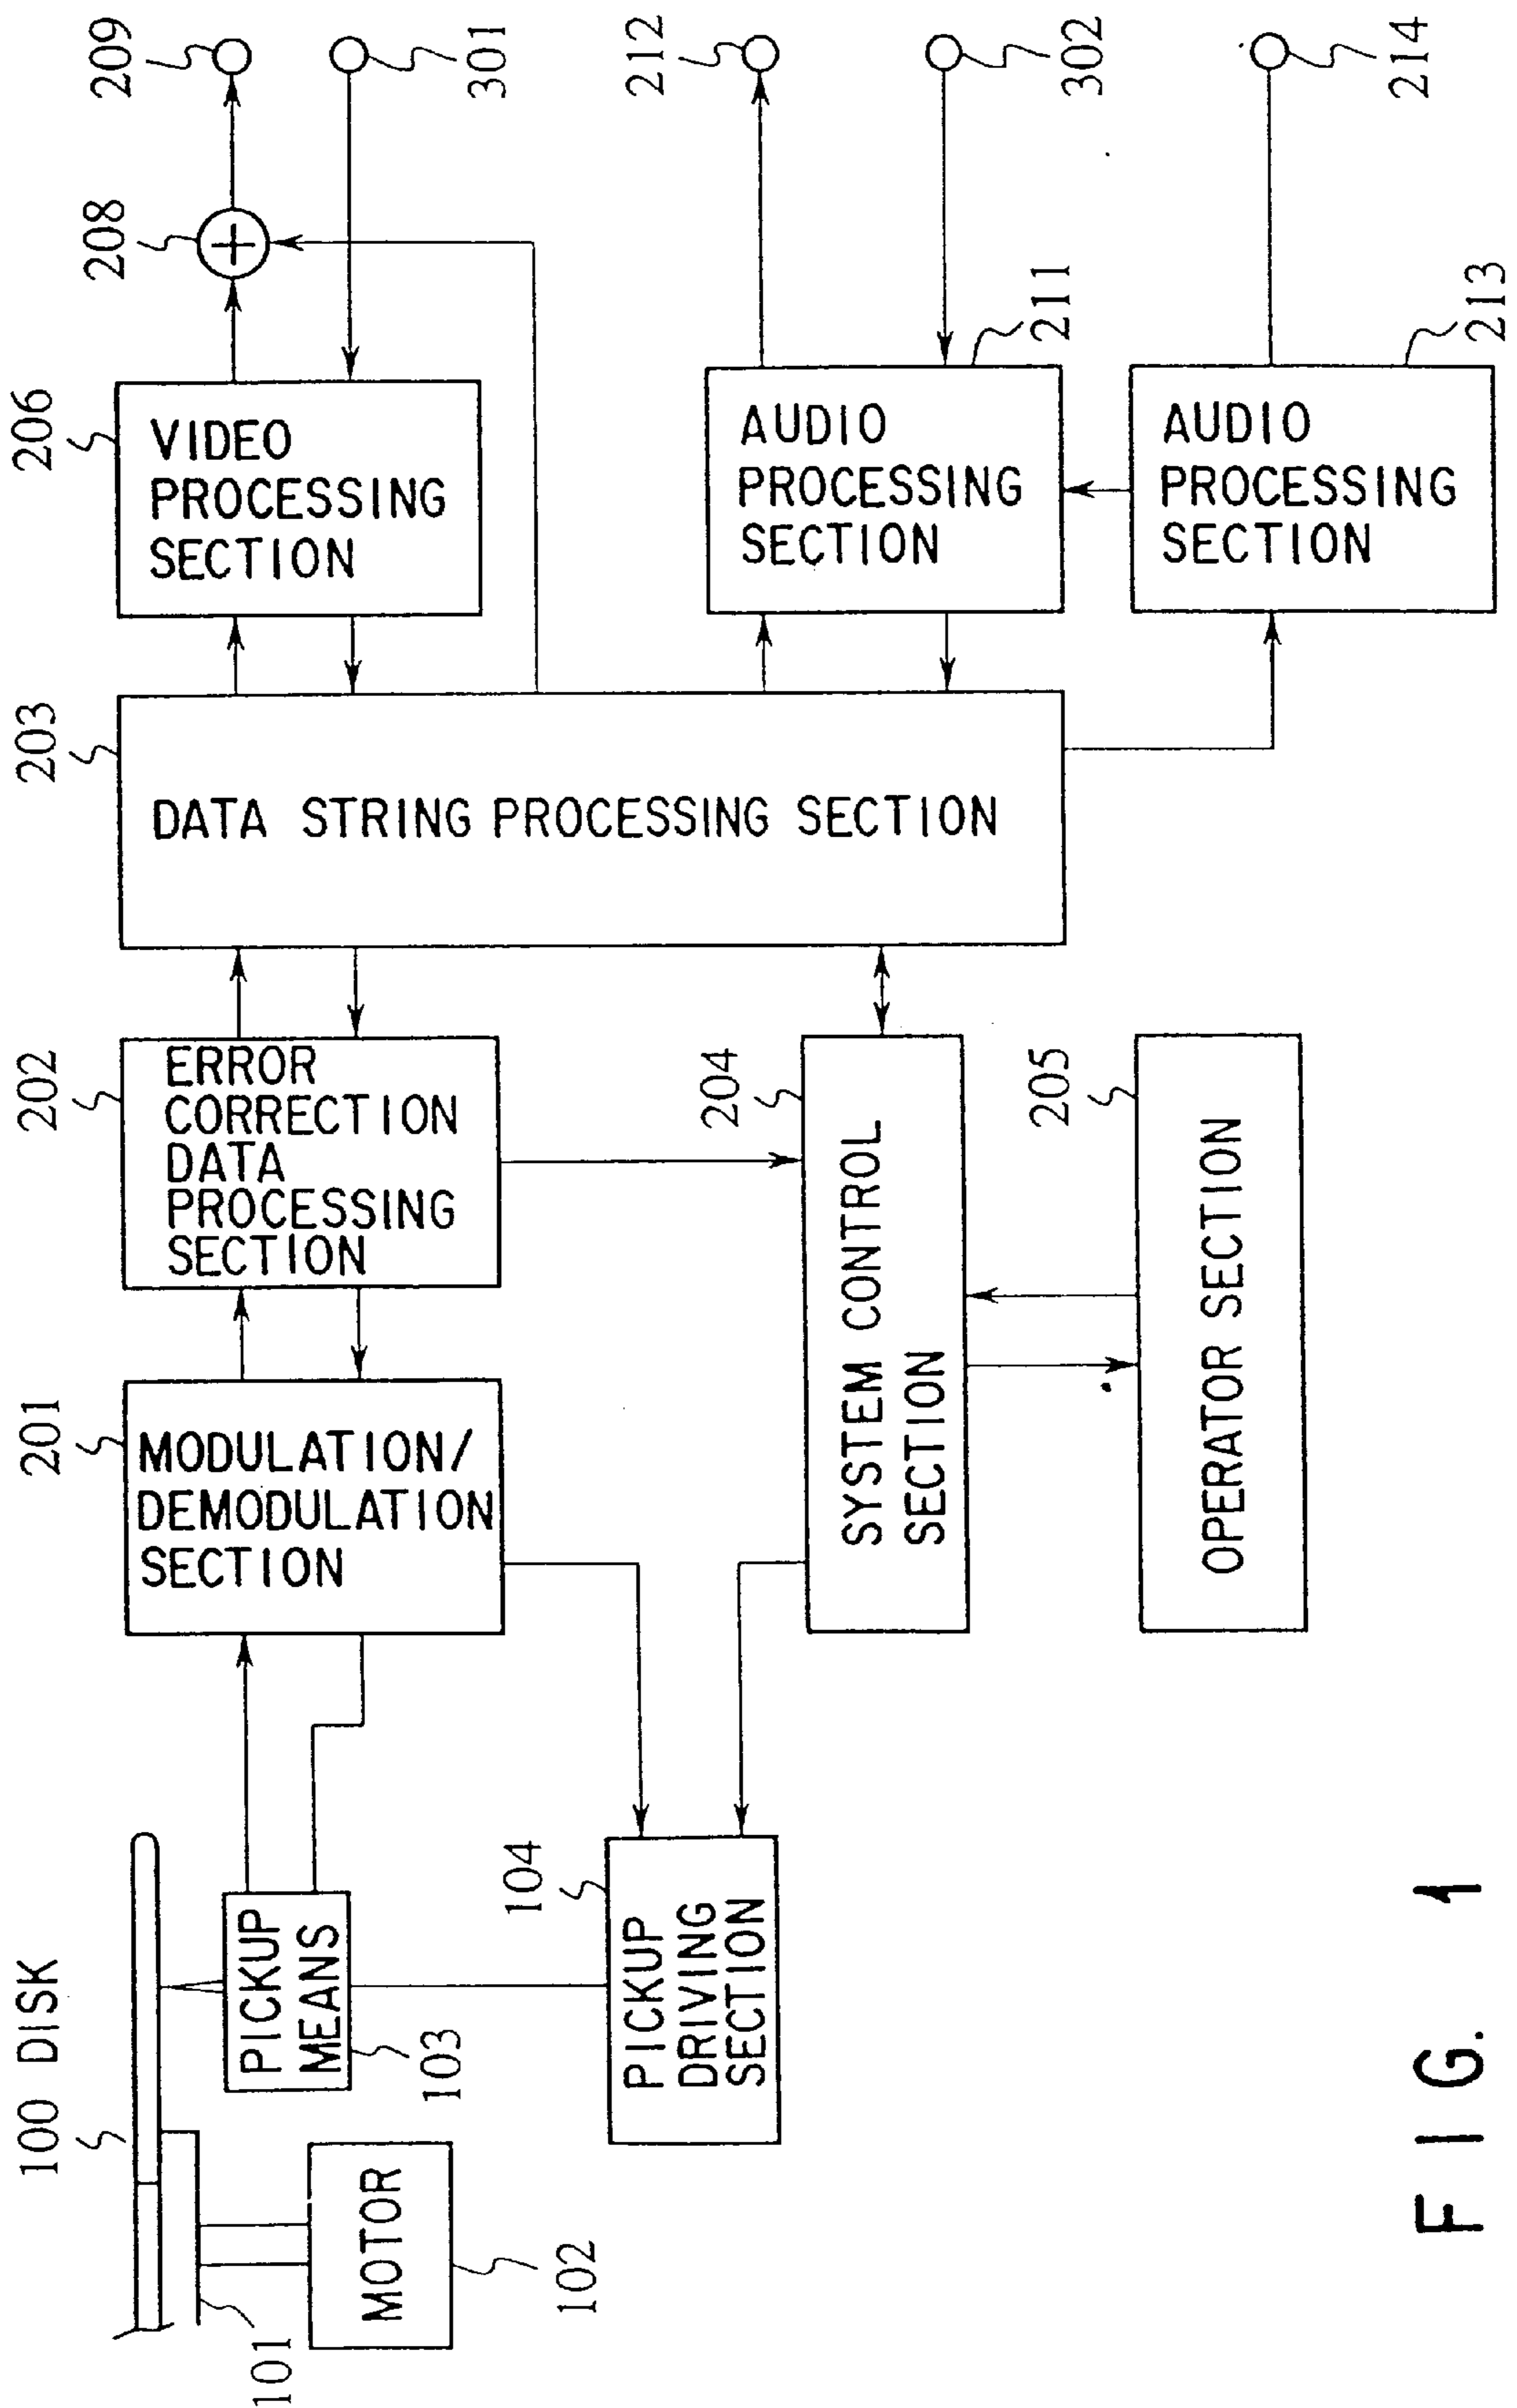 100 DISK
101
MOTOR
102
PICKUP
MEANS
103
104
PICKUP
DRIVING
SECTION
201
MODULATION/
DEMODULATION
SECTION
202
ERROR
CORRECTION
DATA
PROCESSING
SECTION
204
SYSTEM CONTROL
SECTION
205
OPERATOR SECTION
203
DATA STRING PROCESSING SECTION
206
VIDEO
PROCESSING
SECTION
208
209
301
AUDIO
PROCESSING
SECTION
211
212
302
AUDIO
PROCESSING
SECTION
213
214
FIG. 1